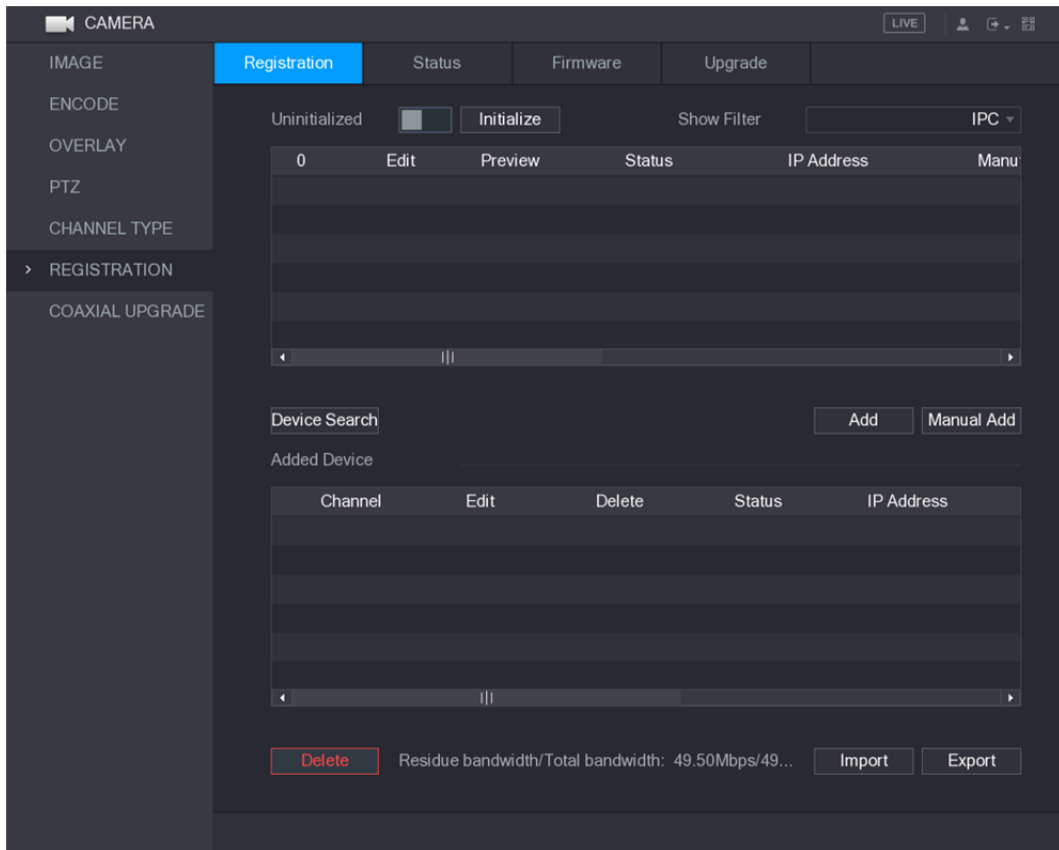 CAMERA LIVE
IMAGE
ENCODE
OVERLAY
PTZ
CHANNEL TYPE
REGISTRATION
COAXIAL UPGRADE
Registration Status Firmware Upgrade
Uninitialized Initialize Show Filter IPC
0 Edit Preview Status IP Address Manu
Device Search Add Manual Add
Added Device
Channel Edit Delete Status IP Address
Delete Residue bandwidth/Total bandwidth: 49.50Mbps/49... Import Export